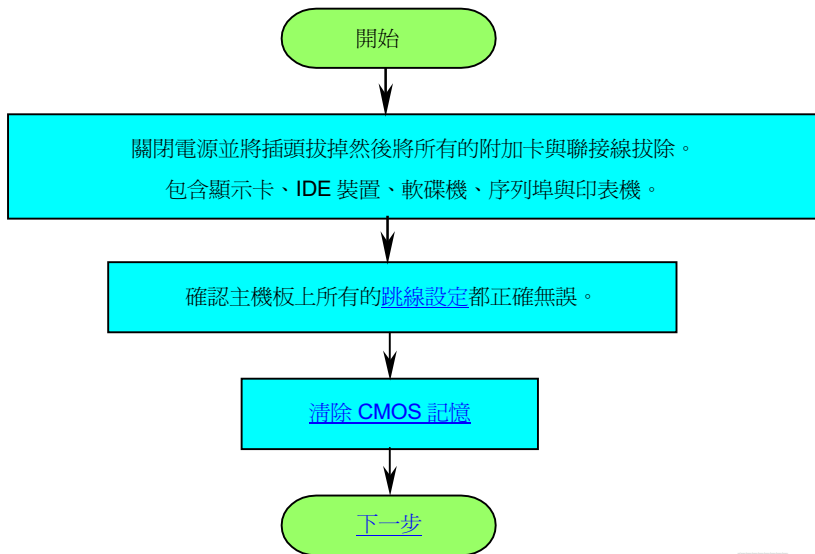 開始
關閉電源並將插頭拔掉然後將所有的附加卡與聯接線拔除。
包含顯示卡、IDE 裝置、軟碟機、序列埠與印表機。
確認主機板上所有的跳線設定都正確無誤。
清除 CMOS 記憶
下一步